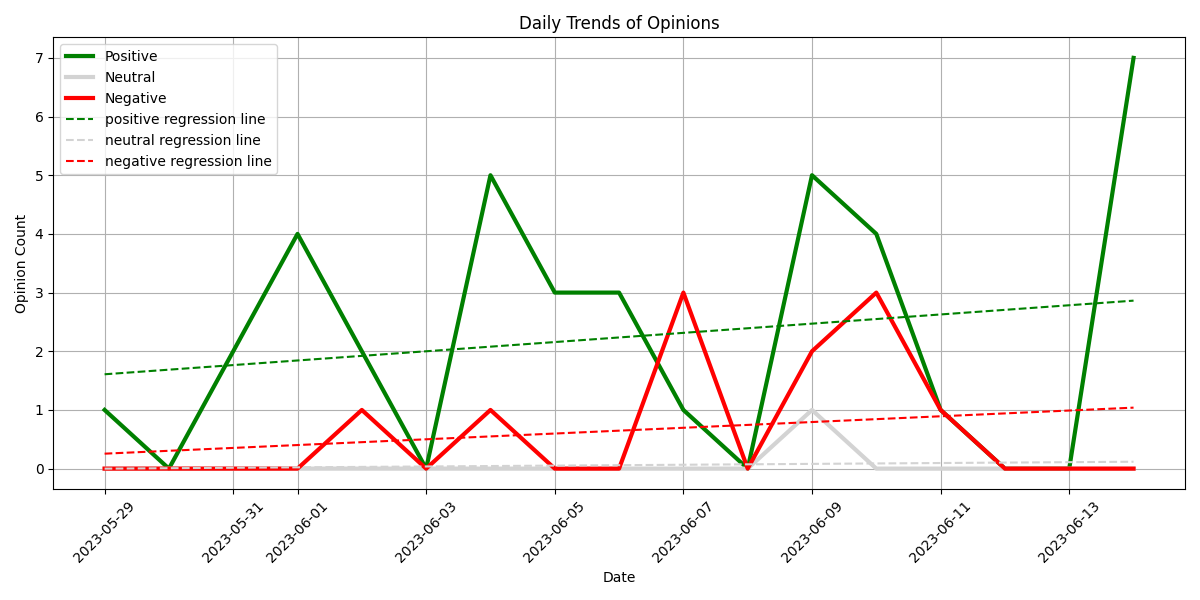 Daily Trends of Opinions
Positive
Neutral
Negative
positive regression line
neutral regression line
negative regression line
7
6
5
4
3
2
1
0
Opinion Count
2023-05-29
2023-05-31
2023-06-01
2023-06-03
2023-06-05
2023-06-07
2023-06-09
2023-06-11
2023-06-13
Date